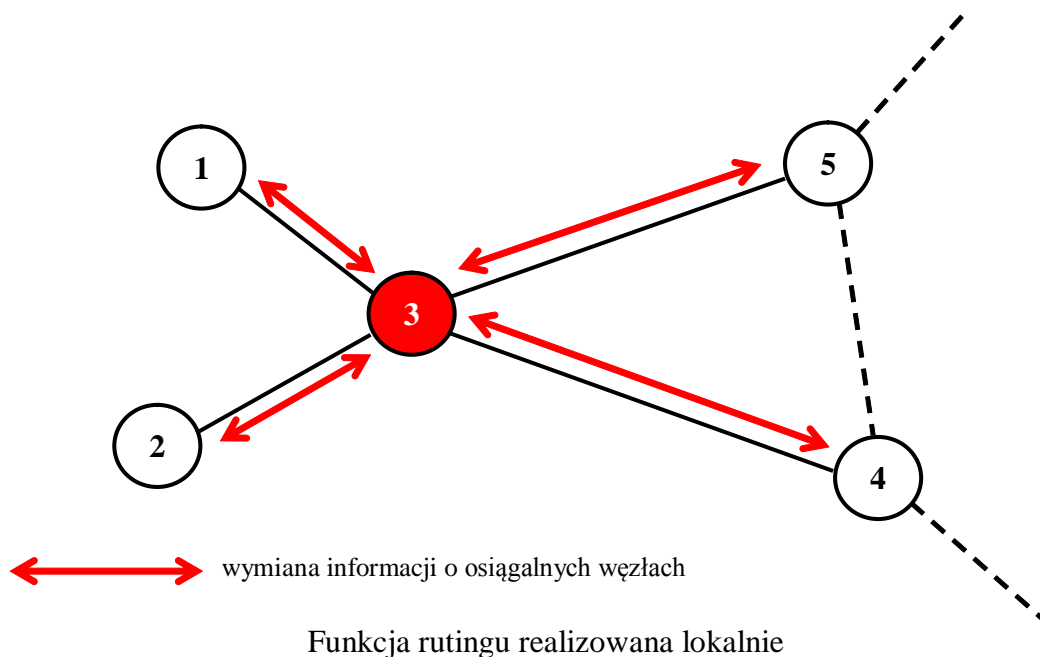 1
5
3
2
4
wymiana informacji o osiągalnych węzłach
Funkcja rutingu realizowana lokalnie